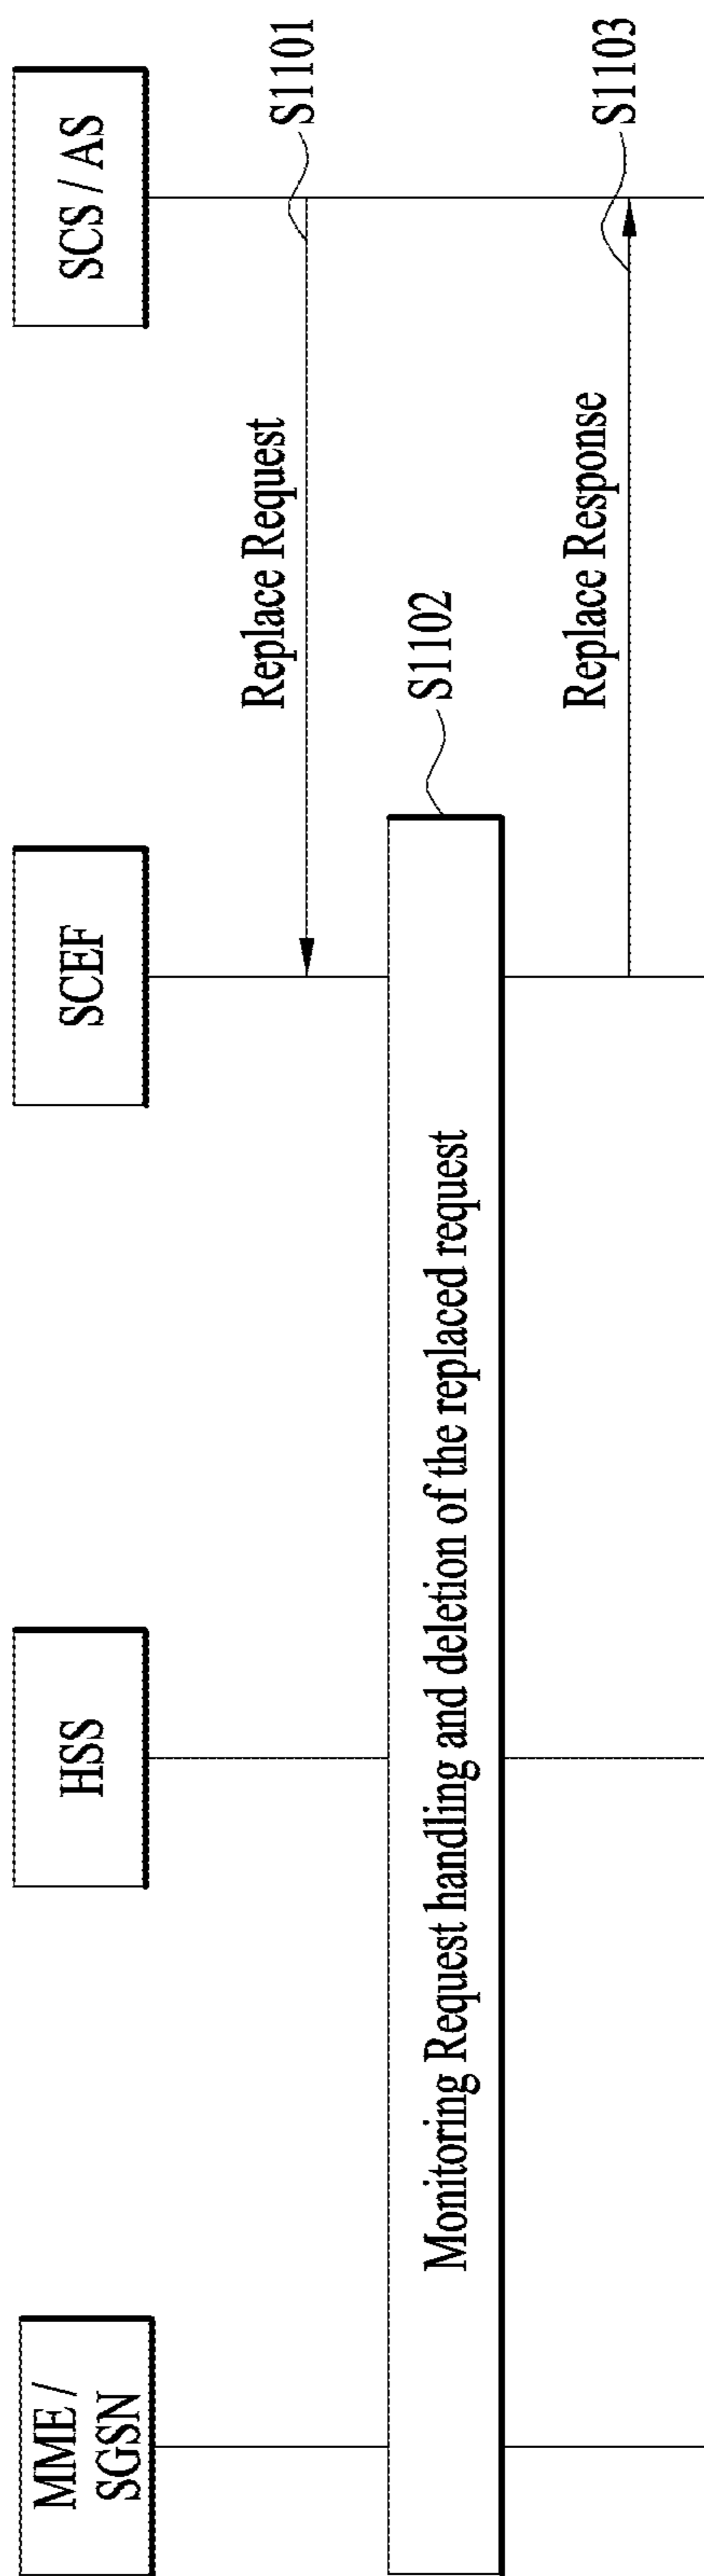 MME /
SGSN
HSS
SCEF
SCS / AS
Replace Request
S1101
Monitoring Request handling and deletion of the replaced request
S1102
Replace Response
S1103